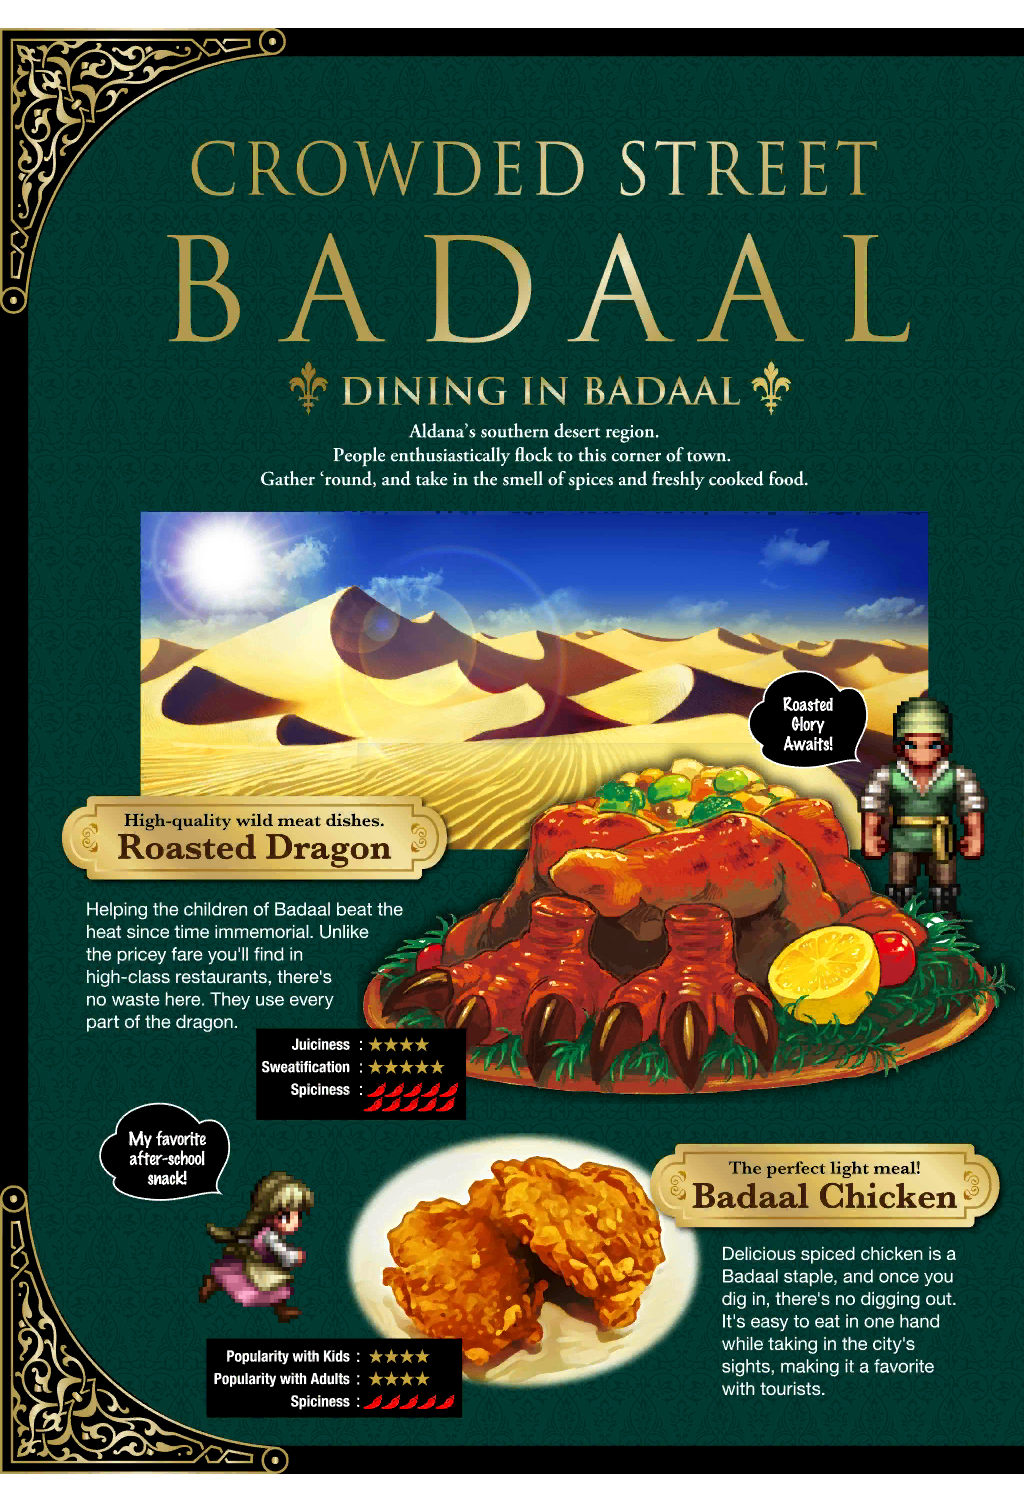 CROWDED STREET
BADAAL
DINING IN BADAAL
Aldana's southern desert region.
People enthusiastically flock to this corner of town.
Gather ‘round, and take in the smell of spices and freshly cooked food.
Roasted
Glory
Awaits!
High-quality wild meat dishes.
Roasted Dragon
Helping the children of Badaal beat the
heat since time immemorial. Unlike
the pricey fare you'll find in
high-class restaurants, there's
no waste here. They use every
part of the dragon.
Juiciness : ★★★★
Sweatification : ★★★★★
Spiciness :
My favorite
after-school
snack!
The perfect light meal!
Badaal Chicken
Delicious spiced chicken is a
Badaal staple, and once you
dig in, there's no digging out.
It's easy to eat in one hand
while taking in the city's
sights, making it a favorite
with tourists.
Popularity with Kids : ★★★★
Popularity with Adults : ★★★★
Spiciness :